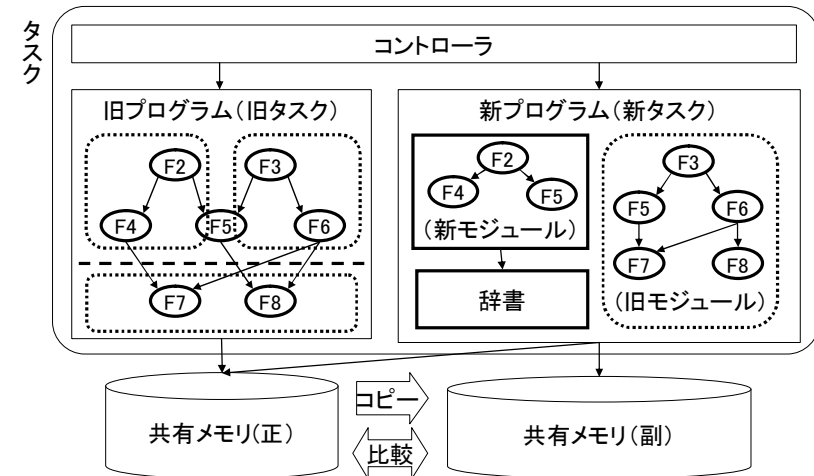 タスク
コントローラ
旧プログラム（旧タスク）
F2
F3
F4
F5
F6
F7
F8
新プログラム（新タスク）
F2
F4
F5
（新モジュール）
辞書
F3
F5
F6
F7
F8
（旧モジュール）
共有メモリ(正)
コピー
比較
共有メモリ（副）